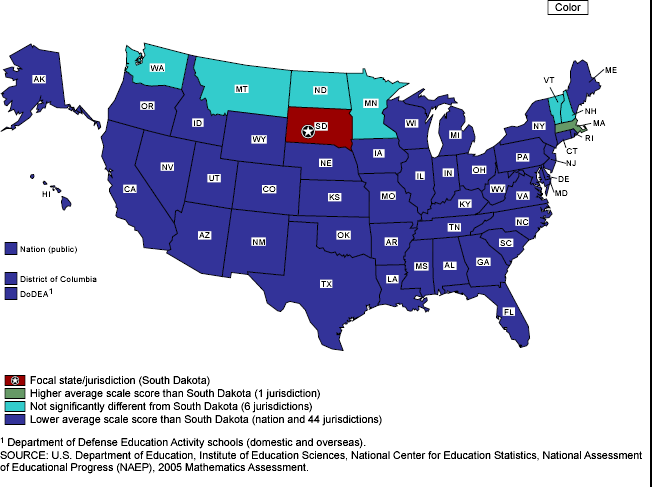 Color
AK
WA
MT
ND
MN
VT
ME
OR
ID
SD
WI
MI
NY
NH
MA
RI
CT
WY
NE
IA
PA
NJ
NV
UT
CO
IL
IN
OH
DE
MD
CA
KS
MO
WV
VA
KY
HI
AZ
NM
OK
AR
TN
NC
SC
Nation (public)
MS
AL
GA
District of Columbia
DoDEA1
TX
LA
FL
Focal state/jurisdiction (South Dakota)
Higher average scale score than South Dakota (1 jurisdiction)
Not significantly different from South Dakota (6 jurisdictions)
Lower average scale score than South Dakota (nation and 44 jurisdictions)
1 Department of Defense Education Activity schools (domestic and overseas).
SOURCE: U.S. Department of Education, Institute of Education Sciences, National Center for Education Statistics, National Assessment
of Educational Progress (NAEP), 2005 Mathematics Assessment.